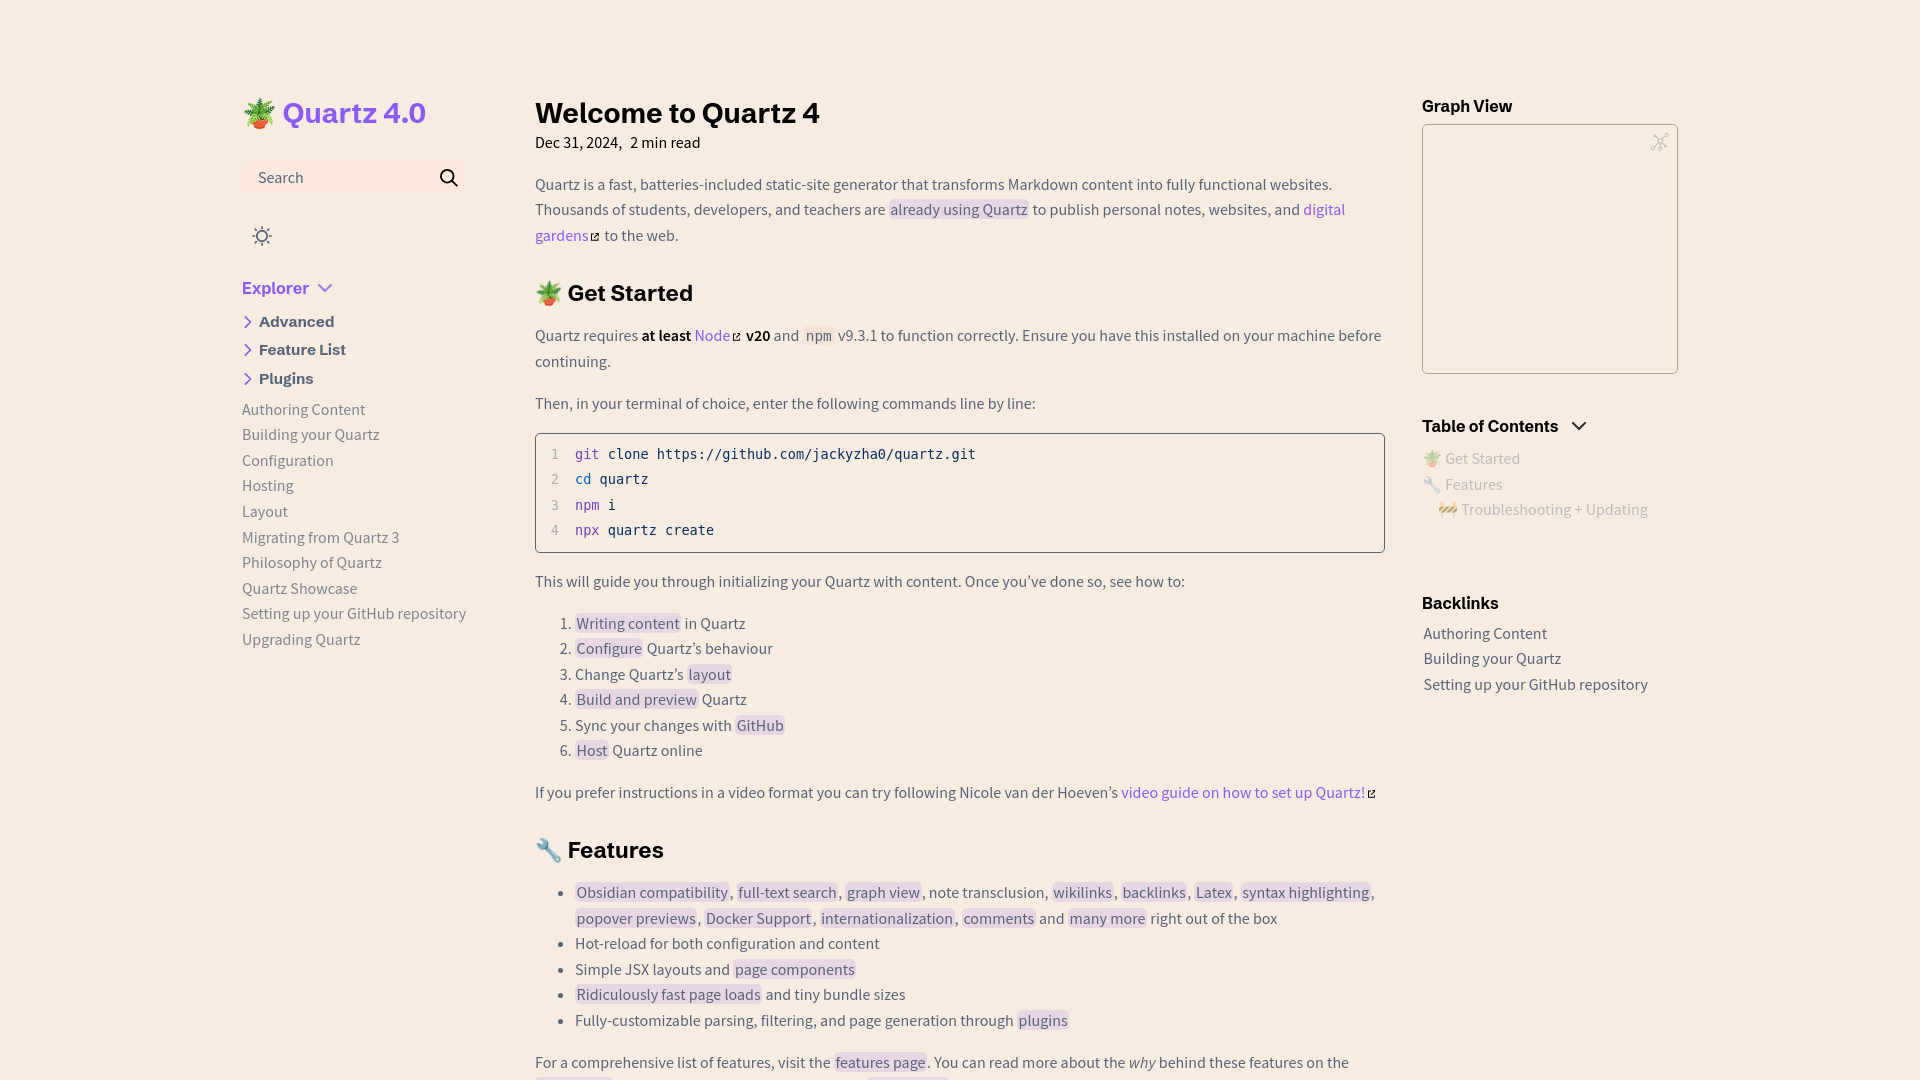 🪴 Quartz 4.0
Search
Explorer
Advanced
Feature List
Plugins
Authoring Content
Building your Quartz
Configuration
Hosting
Layout
Migrating from Quartz 3
Philosophy of Quartz
Quartz Showcase
Setting up your GitHub repository
Upgrading Quartz
Welcome to Quartz 4
Dec 31, 2024, 2 min read
Quartz is a fast, batteries-included static-site generator that transforms Markdown content into fully functional websites.
Thousands of students, developers, and teachers are already using Quartz to publish personal notes, websites, and digital
gardens to the web.
🪴 Get Started
Quartz requires at least Node v20 and npm v9.3.1 to function correctly. Ensure you have this installed on your machine before
continuing.
Then, in your terminal of choice, enter the following commands line by line:
1 git clone https://github.com/jackyzha0/quartz.git
2 cd quartz
3 npm i
4 npx quartz create
This will guide you through initializing your Quartz with content. Once you’ve done so, see how to:
1. Writing content in Quartz
2. Configure Quartz’s behaviour
3. Change Quartz’s layout
4. Build and preview Quartz
5. Sync your changes with GitHub
6. Host Quartz online
If you prefer instructions in a video format you can try following Nicole van der Hoeven’s video guide on how to set up Quartz!
🔧 Features
• Obsidian compatibility, full-text search, graph view, note transclusion, wikilinks, backlinks, Latex, syntax highlighting,
popover previews, Docker Support, internationalization, comments and many more right out of the box
• Hot-reload for both configuration and content
• Simple JSX layouts and page components
• Ridiculously fast page loads and tiny bundle sizes
• Fully-customizable parsing, filtering, and page generation through plugins
For a comprehensive list of features, visit the features page. You can read more about the why behind these features on the
Graph View
Table of Contents
🪴 Get Started
🔧 Features
🚧 Troubleshooting + Updating
Backlinks
Authoring Content
Building your Quartz
Setting up your GitHub repository